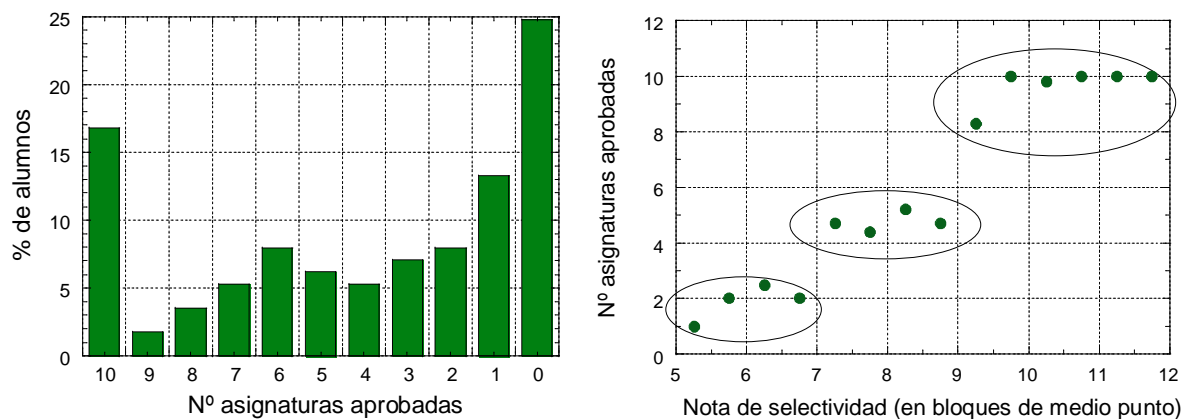 25
20
15
10
5
0
% de alumnos
10 9 8 7 6 5 4 3 2 1 0
Nº asignaturas aprobadas
12
10
8
6
4
2
0
Nº asignaturas aprobadas
5 6 7 8 9 10 11 12
Nota de selectividad (en bloques de medio punto)